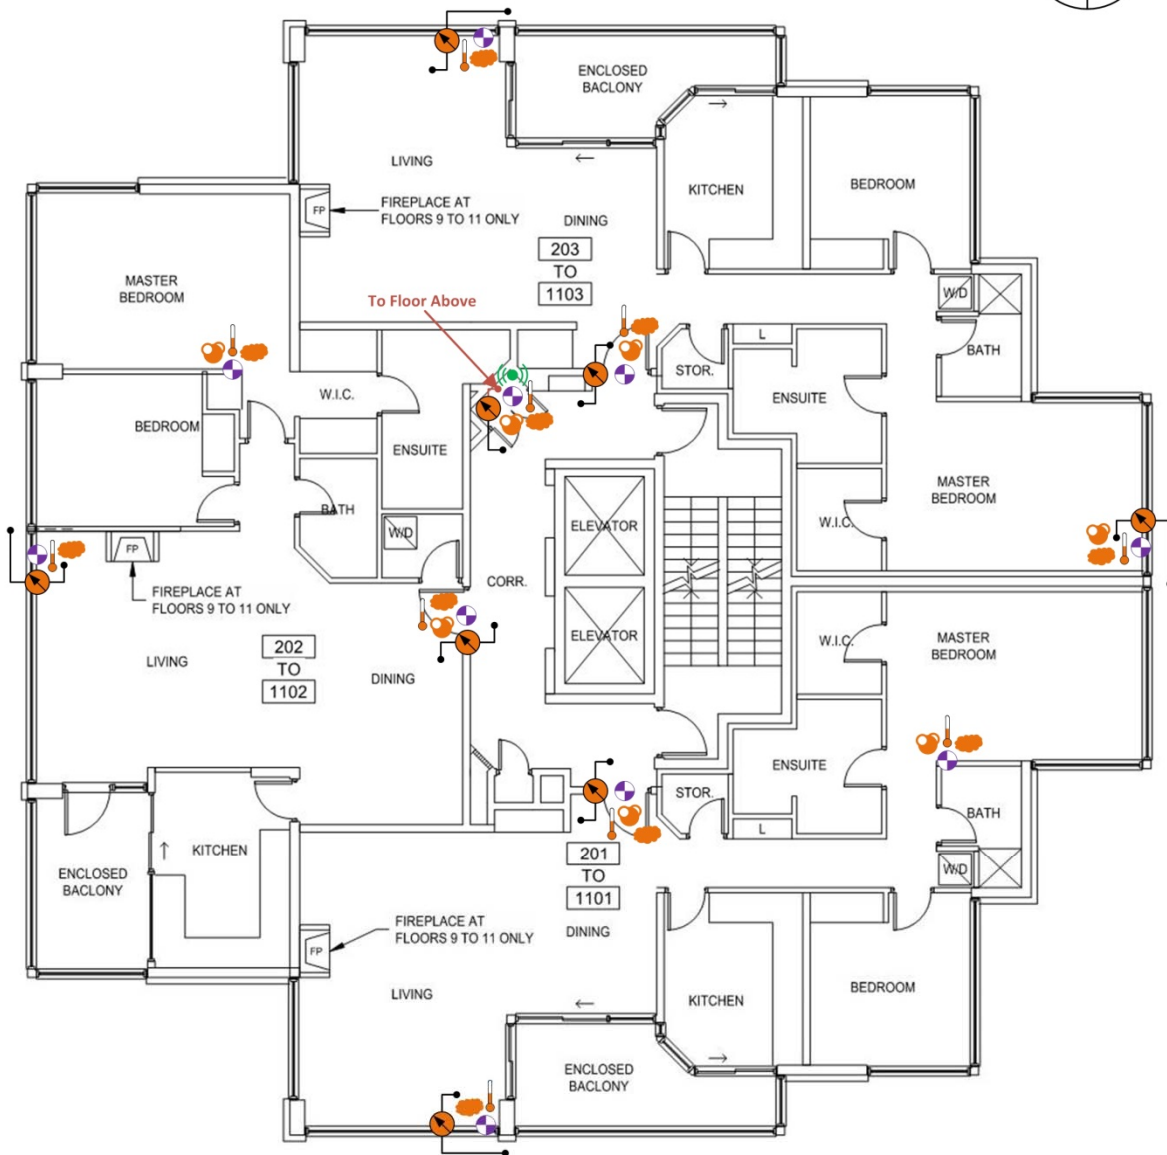 ENCLOSED
BACLONY
LIVING
KITCHEN
BEDROOM
FP
FIREPLACE AT
FLOORS 9 TO 11 ONLY
DINING
203
TO
1103
MASTER
BEDROOM
To Floor Above
W/D
L
BATH
STOR.
W.I.C.
ENSUITE
BEDROOM
ENSUITE
MASTER
BEDROOM
BATH
W/D
ELEVATOR
W.I.C.
FP
CORR.
FIREPLACE AT
FLOORS 9 TO 11 ONLY
ELEVATOR
W.I.C.
MASTER
BEDROOM
202
TO
1102
LIVING
DINING
ENSUITE
STOR.
BATH
L
KITCHEN
201
TO
1101
W/D
ENCLOSED
BACLONY
FIREPLACE AT
FLOORS 9 TO 11 ONLY
DINING
FP
LIVING
KITCHEN
BEDROOM
ENCLOSED
BACLONY